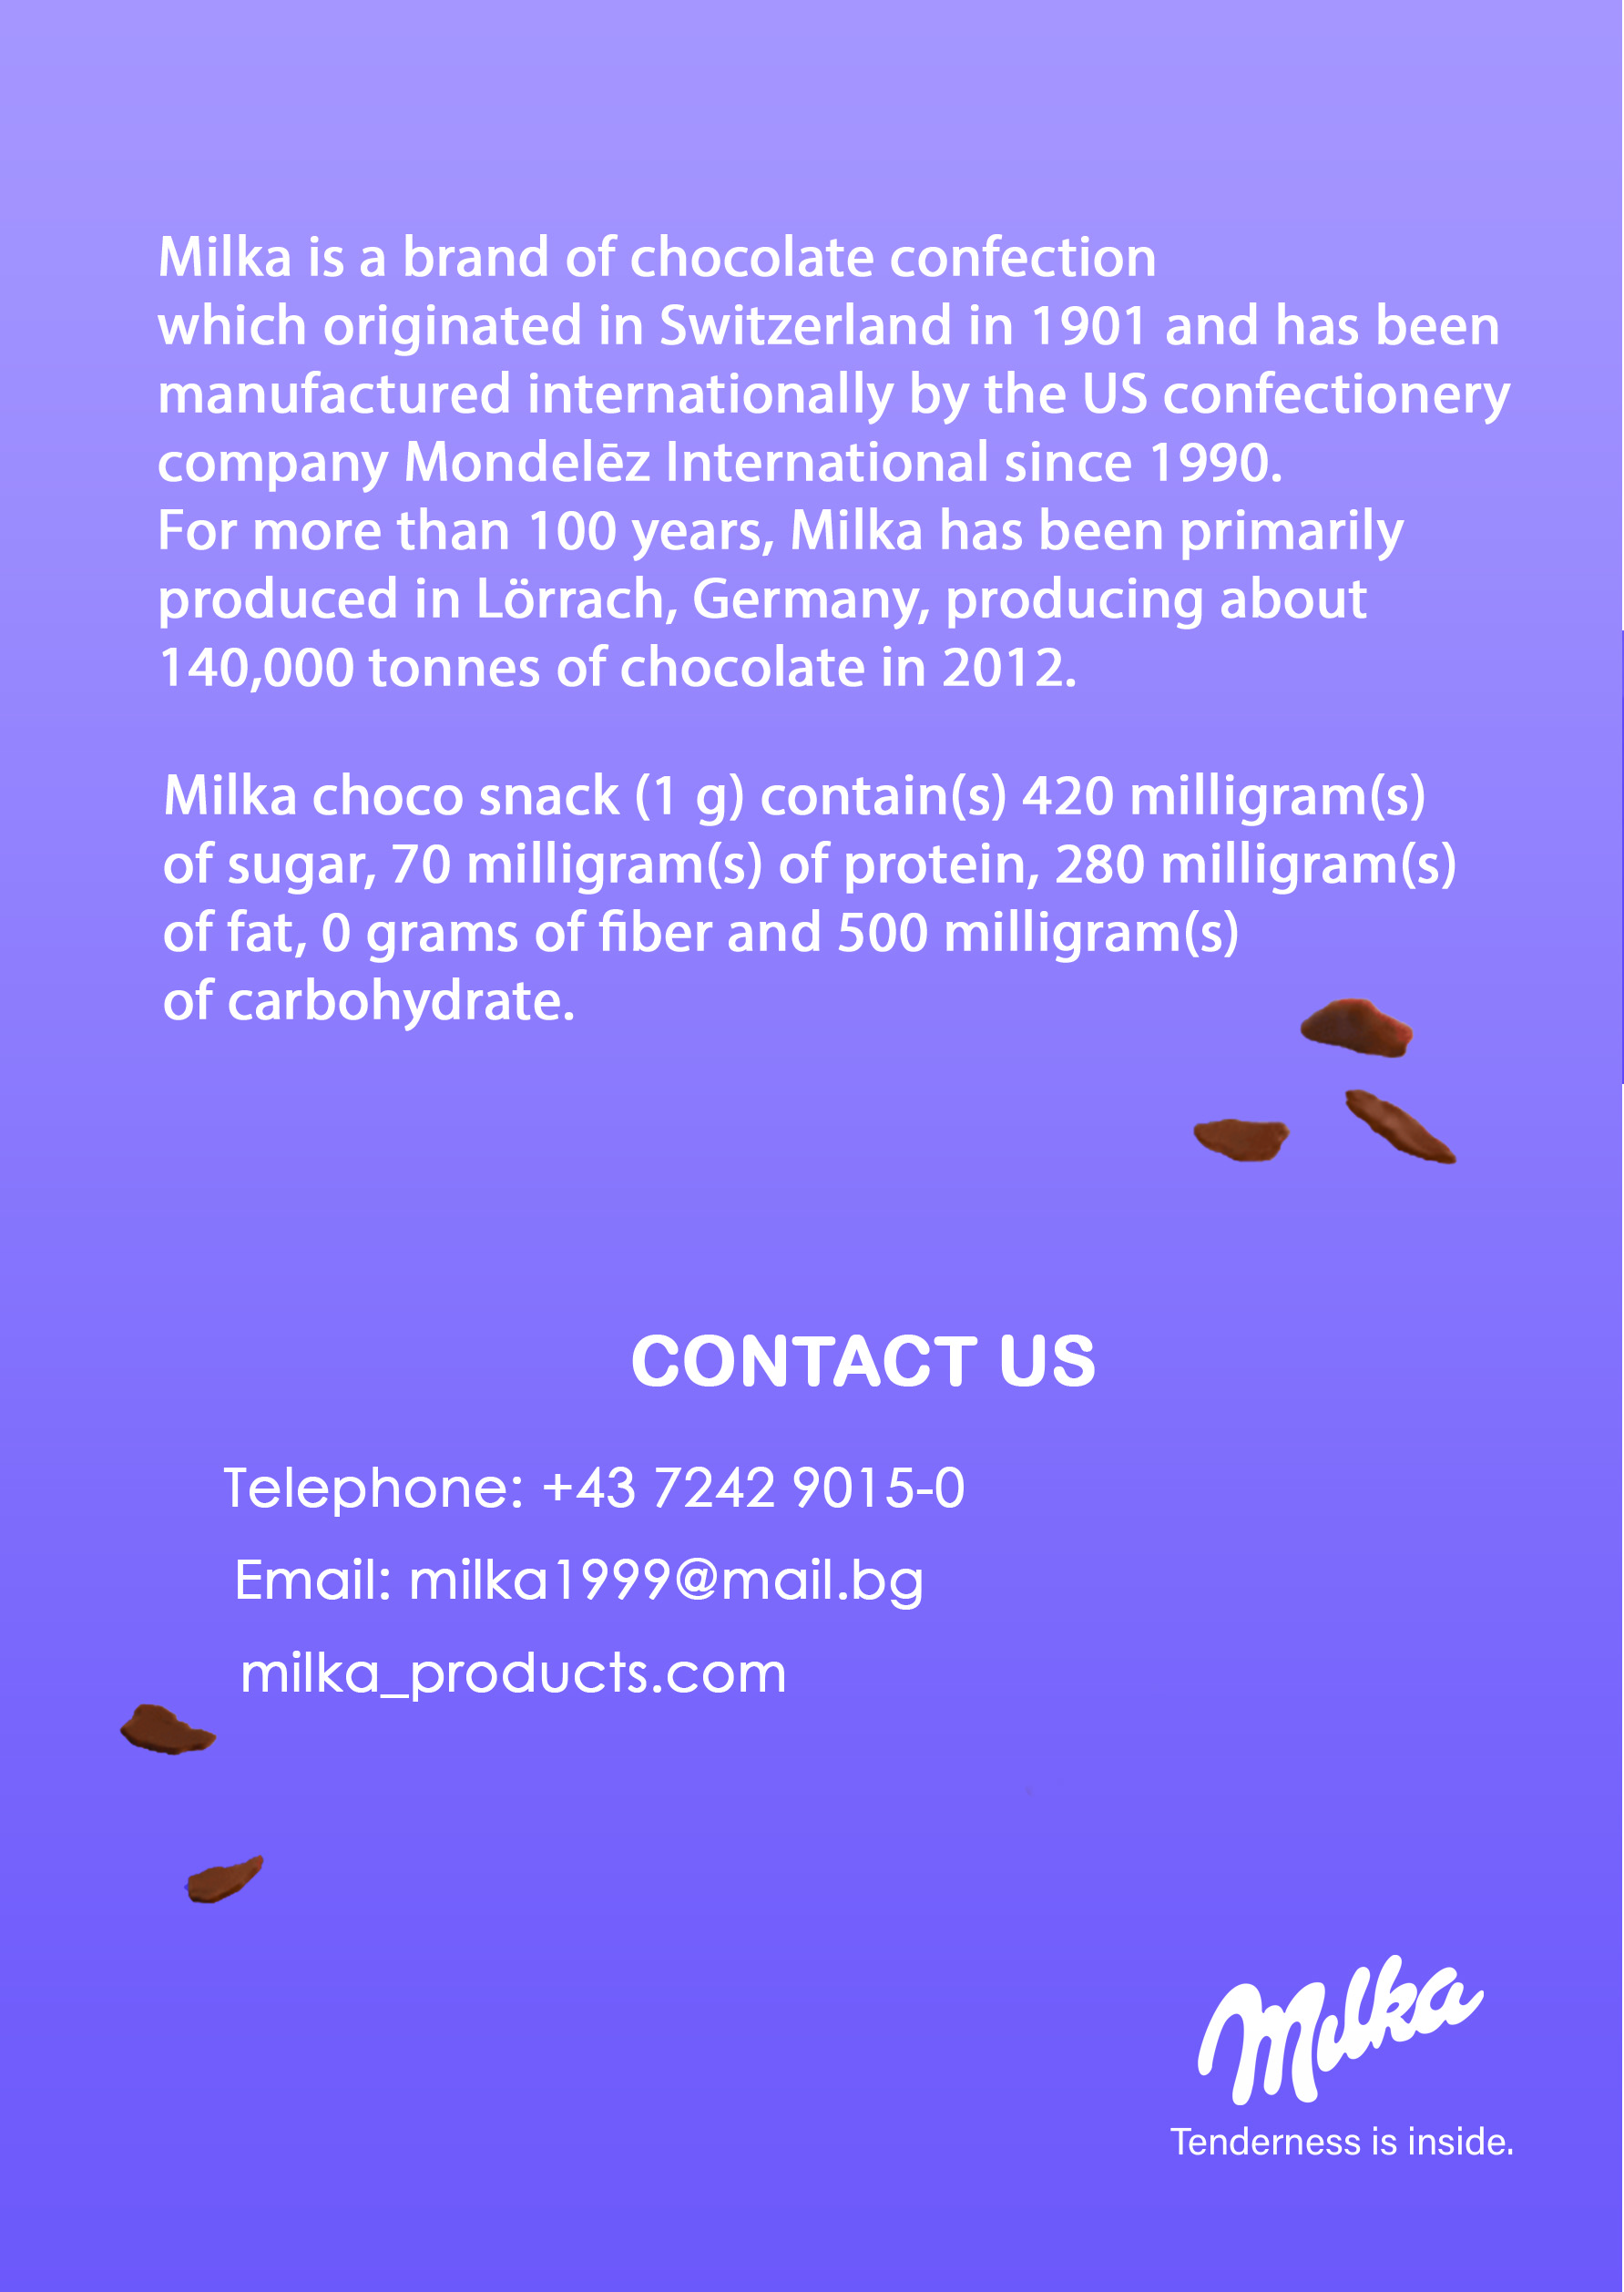 Milka is a brand of chocolate confection
which originated in Switzerland in 1901 and has been
manufactured internationally by the US confectionery
company Mondelēz International since 1990.
For more than 100 years, Milka has been primarily
produced in Lörrach, Germany, producing about
140,000 tonnes of chocolate in 2012.
Milka choco snack (1 g) contain(s) 420 milligram(s)
of sugar, 70 milligram(s) of protein, 280 milligram(s)
of fat, 0 grams of fiber and 500 milligram(s)
of carbohydrate.
CONTACT US
Telephone: +43 7242 9015-0
Email: milka1999@mail.bg
milka_products.com
Milka
Tenderness is inside.